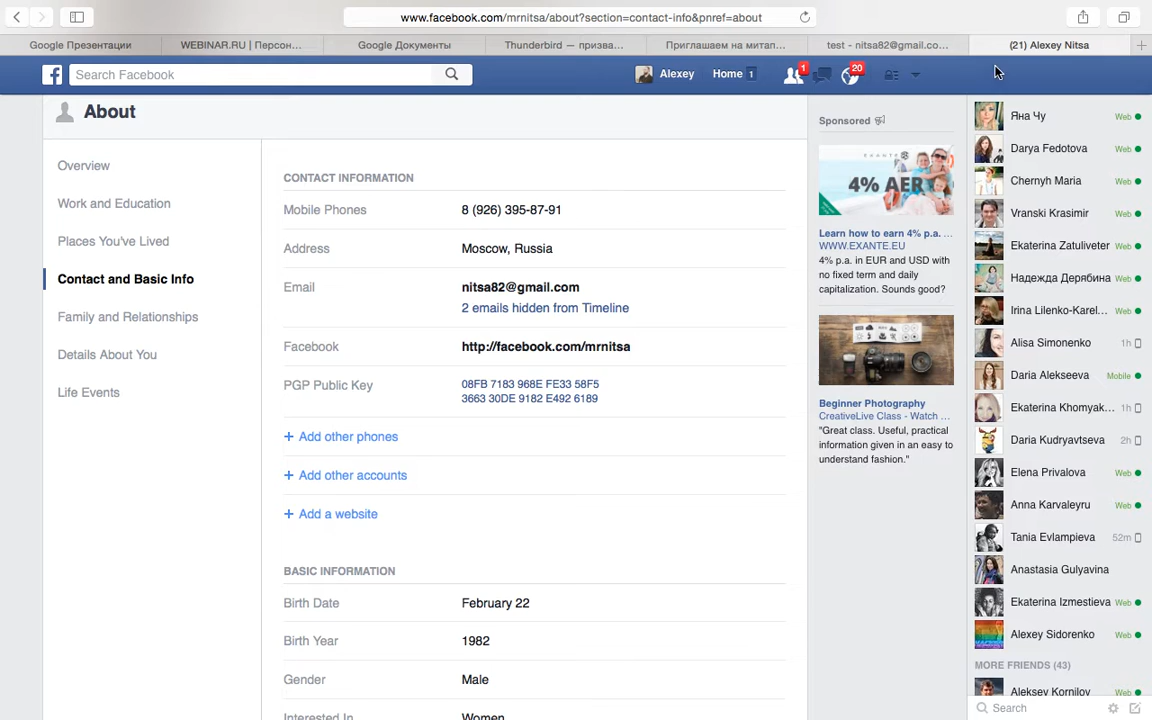 www.facebook.com/mrnitsa/about?section=contact-info&pnref=about
Google Презентации
WEBINAR.RU | Персон...
Google Документы
Thunderbird — призва...
Приглашаем на митап...
test - nitsa82@gmail.co...
(21) Alexey Nitsa
Search Facebook
Alexey
Home 1
1
20
About
Overview
Work and Education
Places You've Lived
Contact and Basic Info
Family and Relationships
Details About You
Life Events
CONTACT INFORMATION
Mobile Phones 8 (926) 395-87-91
Address Moscow, Russia
Email nitsa82@gmail.com
2 emails hidden from Timeline
Facebook http://facebook.com/mrnitsa
PGP Public Key 08FB 7183 968E FE33 58F5
3663 30DE 9182 E492 6189
+ Add other phones
+ Add other accounts
+ Add a website
BASIC INFORMATION
Birth Date February 22
Birth Year 1982
Gender Male
Interested In Women
Sponsored
EXANTE
4% AER
Learn how to earn 4% p.a. ...
WWW.EXANTE.EU
4% p.a. in EUR and USD with
no fixed term and daily
capitalization. Sounds good?
Beginner Photography
CreativeLive Class - Watch ...
"Great class. Useful, practical
information given in an easy to
understand fashion."
Яна Чу Web
Darya Fedotova Web
Chernyh Maria Web
Vranski Krasimir Web
Ekaterina Zatuliveter Web
Надежда Дерябина Web
Irina Lilenko-Karel... Web
Alisa Simonenko 1h
Daria Alekseeva Mobile
Ekaterina Khomyak... 1h
Daria Kudryavtseva 2h
Elena Privalova Web
Anna Karvaleyru Web
Tania Evlampieva 52m
Anastasia Gulyavina
Ekaterina Izmestieva Web
Alexey Sidorenko Web
MORE FRIENDS (43)
Aleksey Kornilov Web
Search